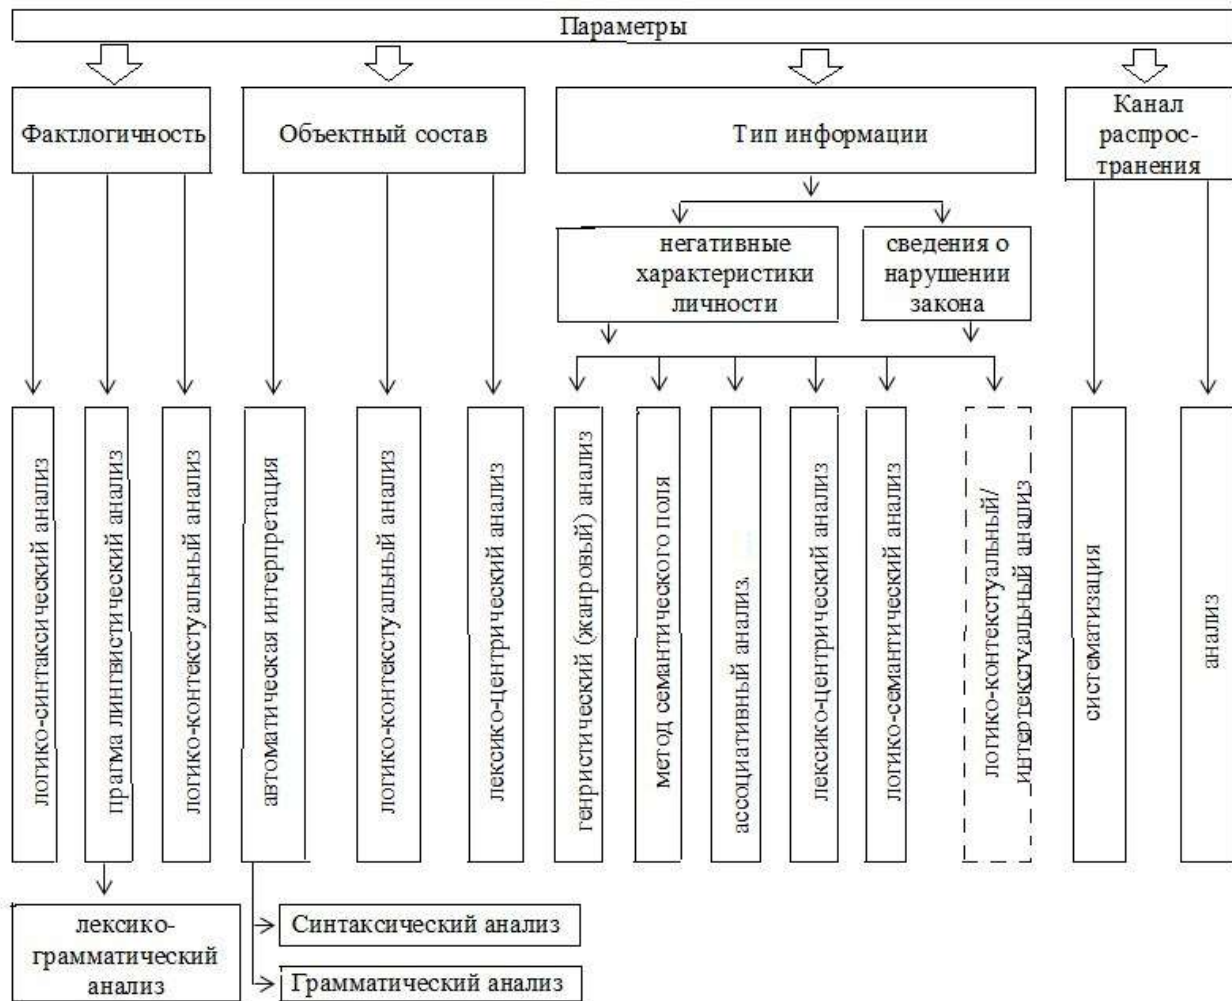 Параметры
Фактлогичность
Объектный состав
Тип информации
Канал
распрос-
транения
негативные
характеристики
личности
сведения о
нарушении
закона
логико-синтаксический анализ
прагма лингвистический анализ
логико-контекстуальный анализ
автоматическая интерпретация
логико-контекстуальный анализ
лексико-центрический анализ
генристический (жанровый) анализ
метод семантического поля
ассоциативный анализ.
лексико-центрический анализ
логико-семантический анализ
логико-контекстуальный/
интертекстуальный анализ
систематизация
анализ
лексико-
грамматический
анализ
Синтаксический анализ
Грамматический анализ